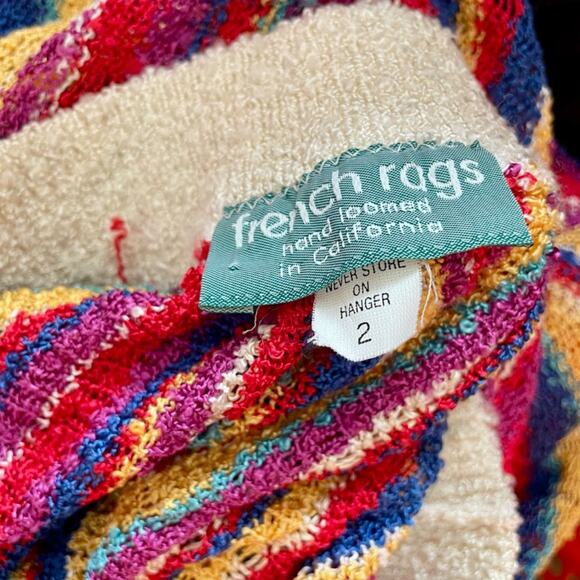 french rags
hand loomed
in California
NEVER STORE
ON
HANGER
2